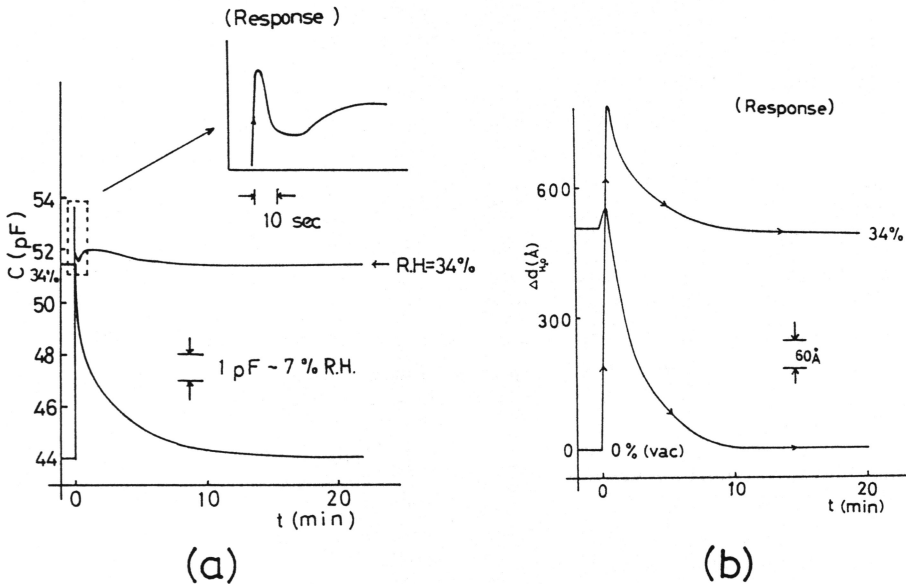 (Response)
10 sec
C (pF)
54
52
34%
50
48
46
44
← R.H.=34%
1 pF ~ 7 % R.H.
0
10
20
t (min)
(a)
(Response)
Δd (Å)
600
300
0
34%
60Å
0% (vac)
0
10
20
t (min)
(b)